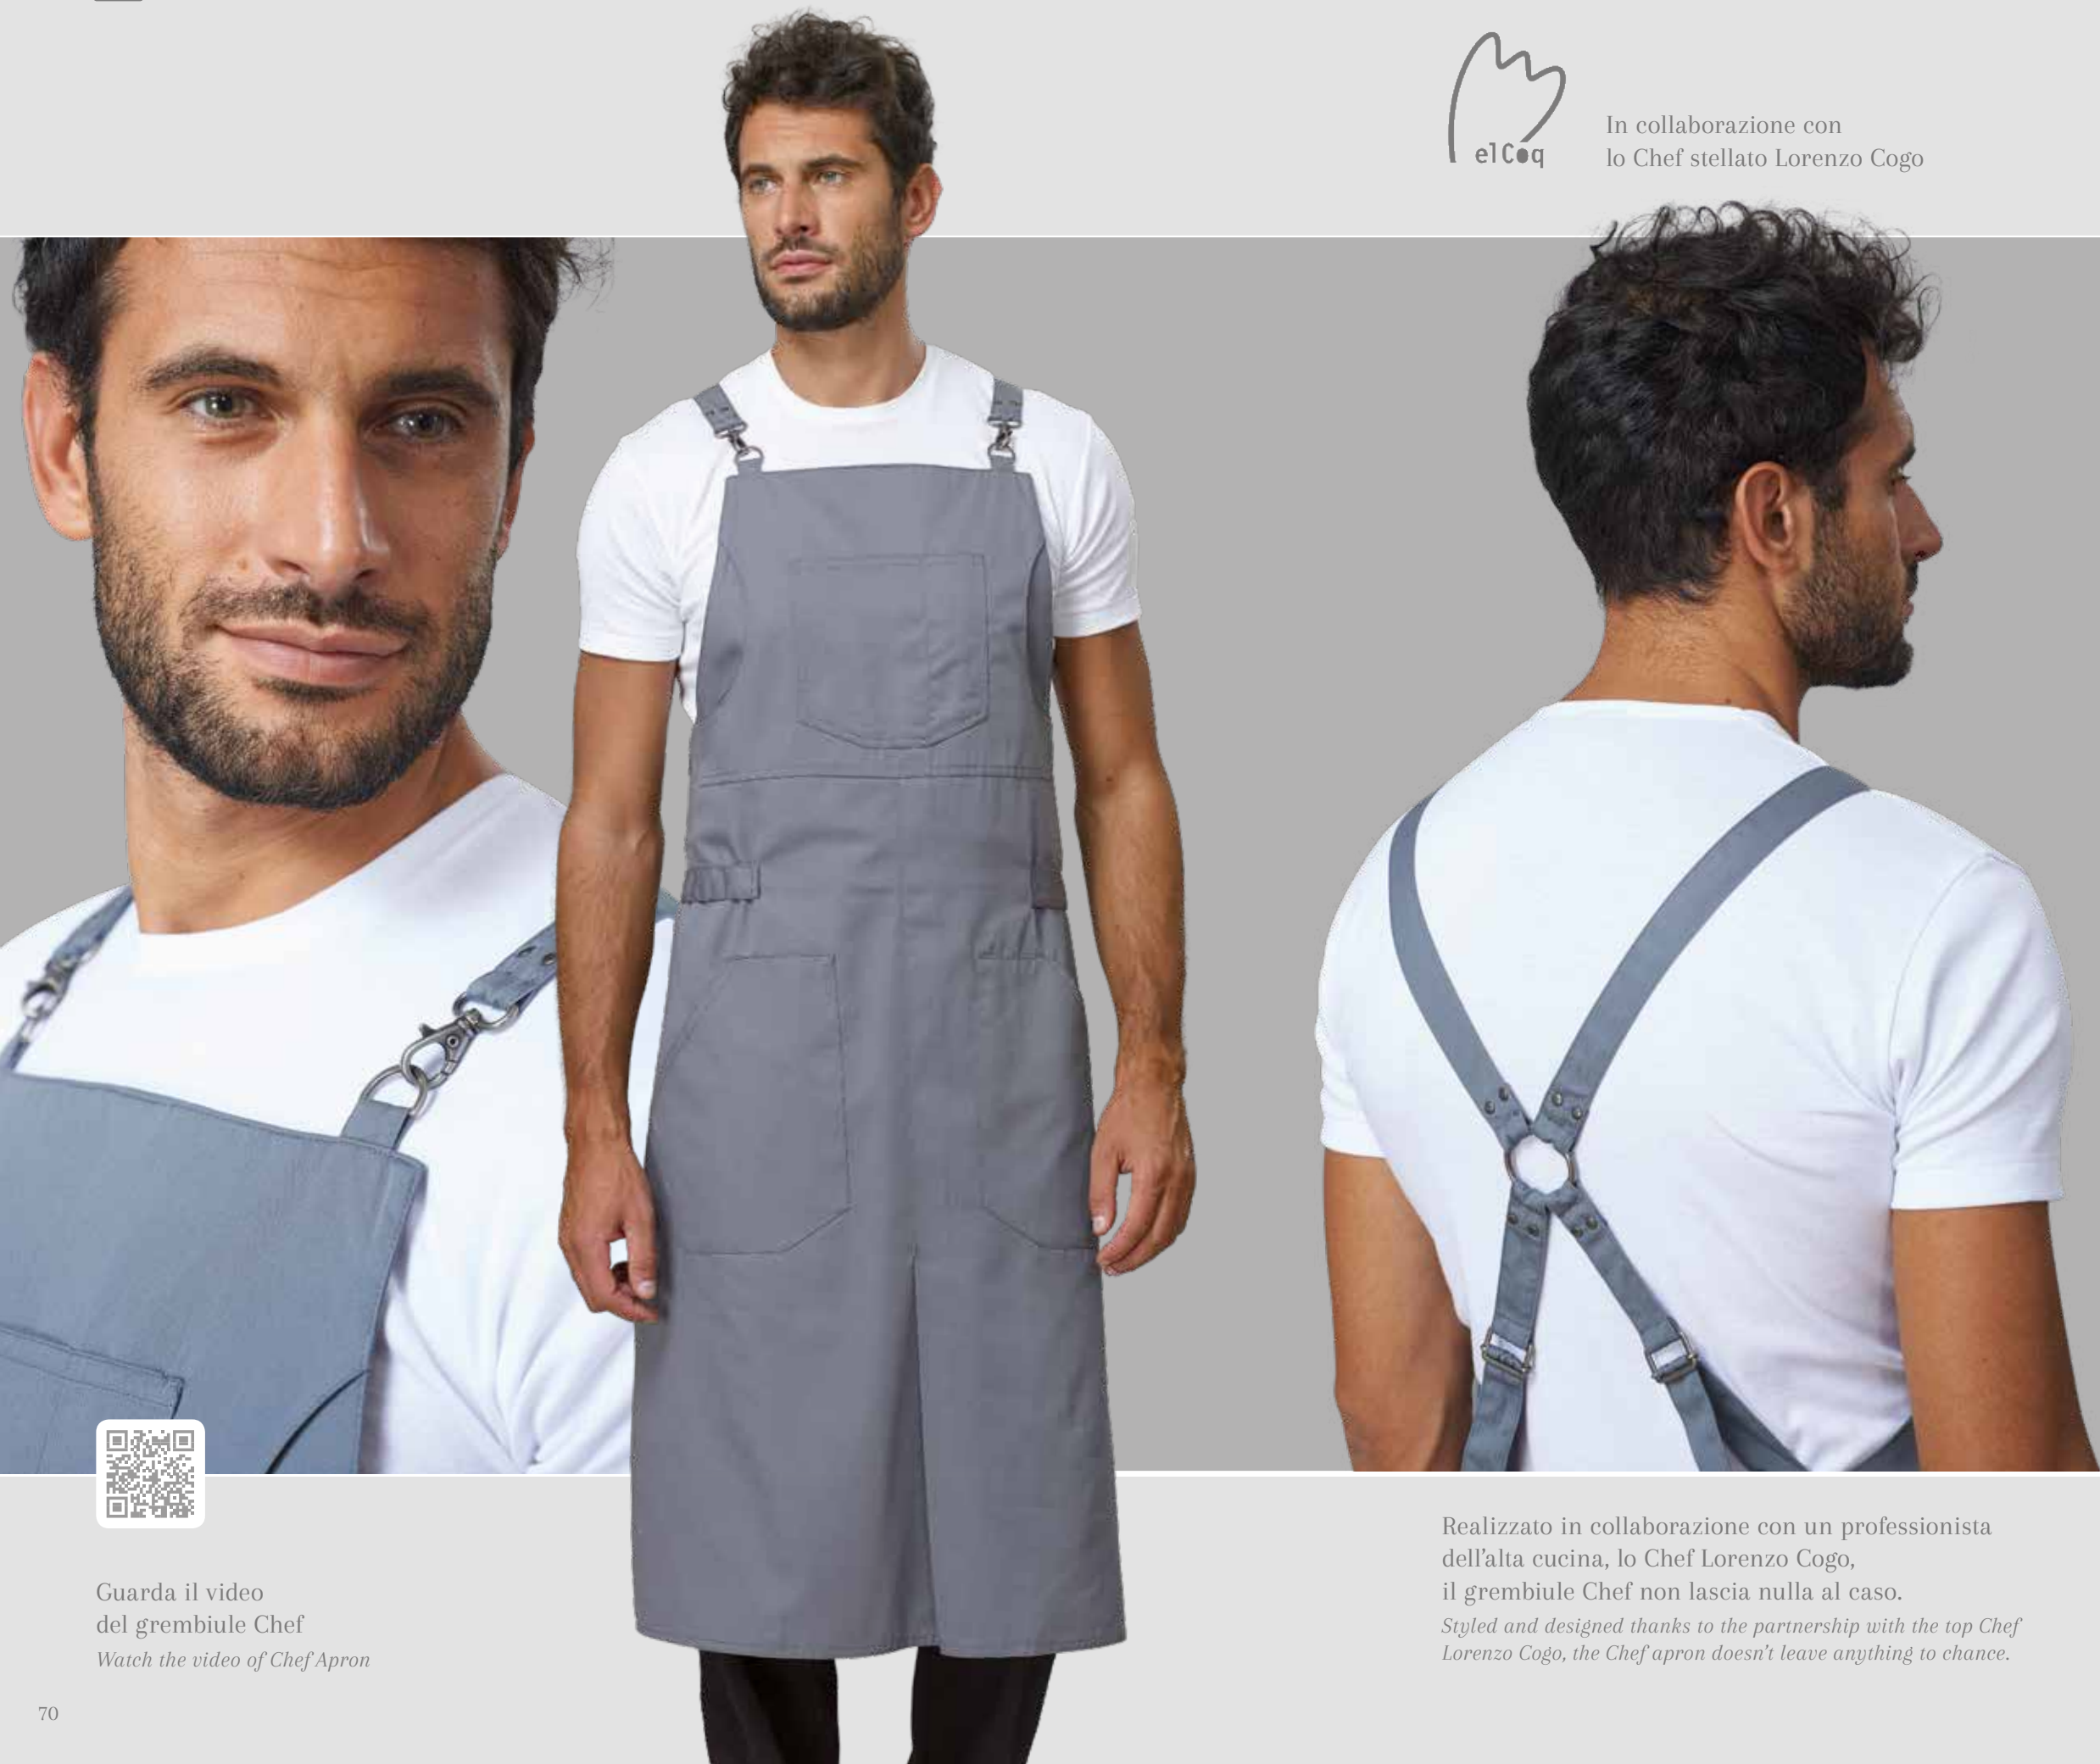 elCoq
In collaborazione con
lo Chef stellato Lorenzo Cogo
Guarda il video
del grembiule Chef
Watch the video of Chef Apron
Realizzato in collaborazione con un professionista
dell’alta cucina, lo Chef Lorenzo Cogo,
il grembiule Chef non lascia nulla al caso.
Styled and designed thanks to the partnership with the top Chef
Lorenzo Cogo, the Chef apron doesn’t leave anything to chance.
70